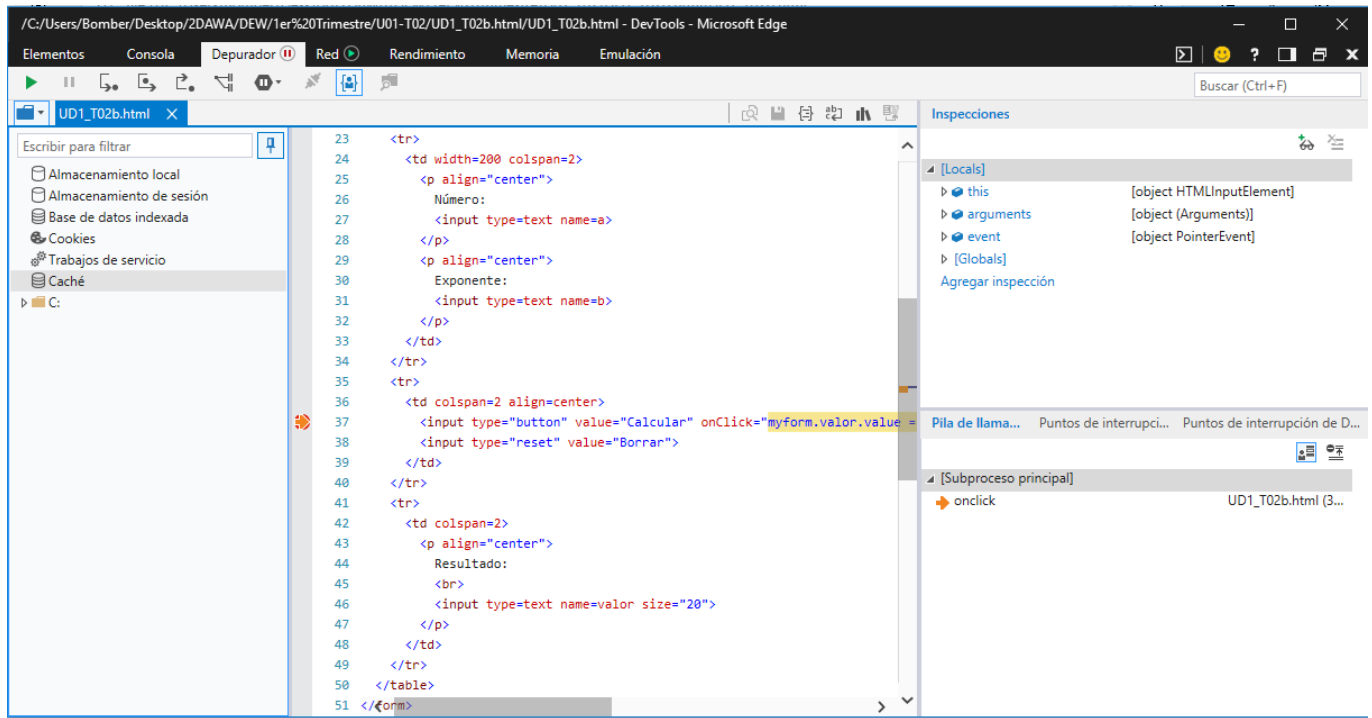 /C:/Users/Bomber/Desktop/2DAWA/DEW/1er%20Trimestre/U01-T02/UD1_T02b.html/UD1_T02b.html - DevTools - Microsoft Edge
Elementos Consola Depurador Red Rendimiento Memoria Emulación
Buscar (Ctrl+F)
UD1_T02b.html
Escribir para filtrar
Almacenamiento local
Almacenamiento de sesión
Base de datos indexada
Cookies
Trabajos de servicio
Caché
C:
23 <tr>
24 <td width=200 colspan=2>
25 <p align="center">
26 Número:
27 <input type=text name=a>
28 </p>
29 <p align="center">
30 Exponente:
31 <input type=text name=b>
32 </p>
33 </td>
34 </tr>
35 <tr>
36 <td colspan=2 align=center>
37 <input type="button" value="Calcular" onClick="myform.valor.value =
38 <input type="reset" value="Borrar">
39 </td>
40 </tr>
41 <tr>
42 <td colspan=2>
43 <p align="center">
44 Resultado:
45 <br>
46 <input type=text name=valor size="20">
47 </p>
48 </td>
49 </tr>
50 </table>
51 </form>
Inspecciones
[Locals]
this [object HTMLInputElement]
arguments [object (Arguments)]
event [object PointerEvent]
[Globals]
Agregar inspección
Pila de llama... Puntos de interrupci... Puntos de interrupción de D...
[Subproceso principal]
onclick UD1_T02b.html (3...